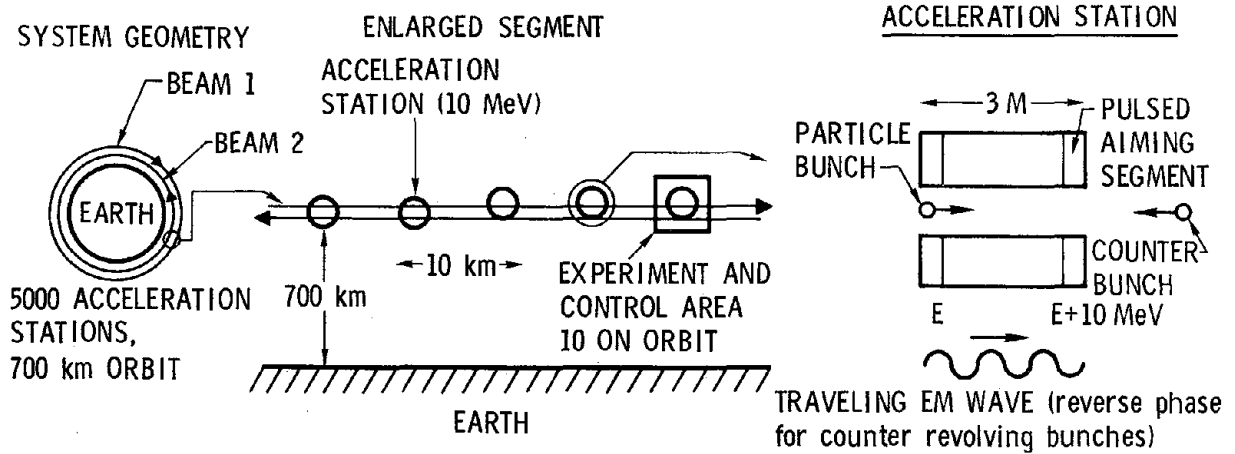 SYSTEM GEOMETRY
BEAM 1
BEAM 2
EARTH
5000 ACCELERATION
STATIONS,
700 km ORBIT
ENLARGED SEGMENT
ACCELERATION
STATION (10 MeV)
10 km
700 km
EXPERIMENT AND
CONTROL AREA
10 ON ORBIT
EARTH
ACCELERATION STATION
3 M
PARTICLE
BUNCH
PULSED
AIMING
SEGMENT
COUNTER
BUNCH
E
E+10 MeV
TRAVELING EM WAVE (reverse phase
for counter revolving bunches)